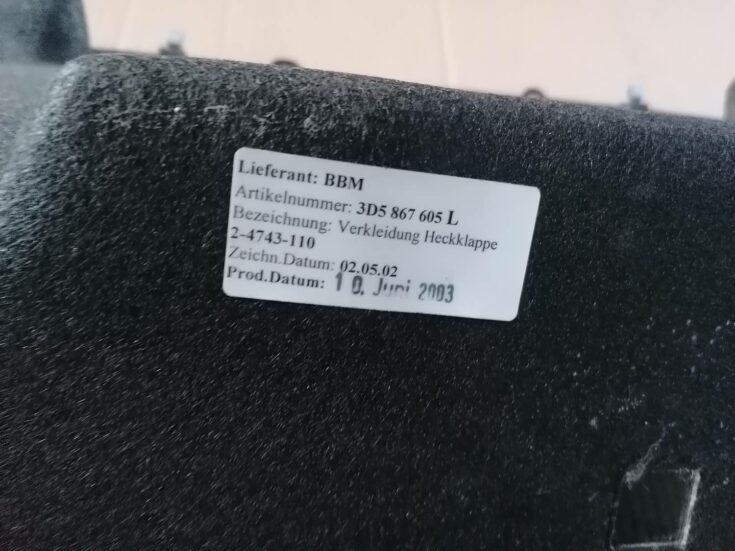 Lieferant: BBM
Artikelnummer: 3D5 867 605 L
Bezeichnung: Verkleidung Heckklappe
2-4743-110
Zeichn.Datum: 02.05.02
Prod.Datum: 10. Juni 2003